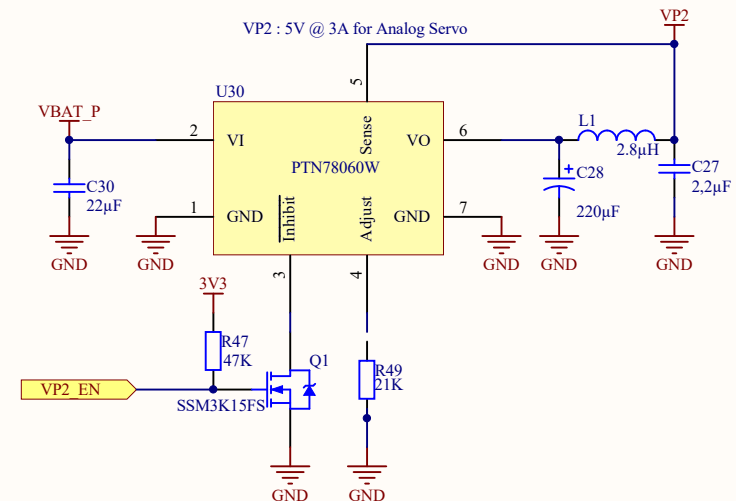 VP2 : 5V @ 3A for Analog Servo
VP2
5
U30
VBAT_P
2
VI
Sense
VO
6
L1
2.8µH
PTN78060W
C30
22µF
C28
220µF
C27
2,2µF
1
GND
Inhibit
Adjust
GND
7
GND
GND
GND
GND
GND
3
4
3V3
R47
47K
Q1
R49
21K
VP2_EN
SSM3K15FS
GND
GND